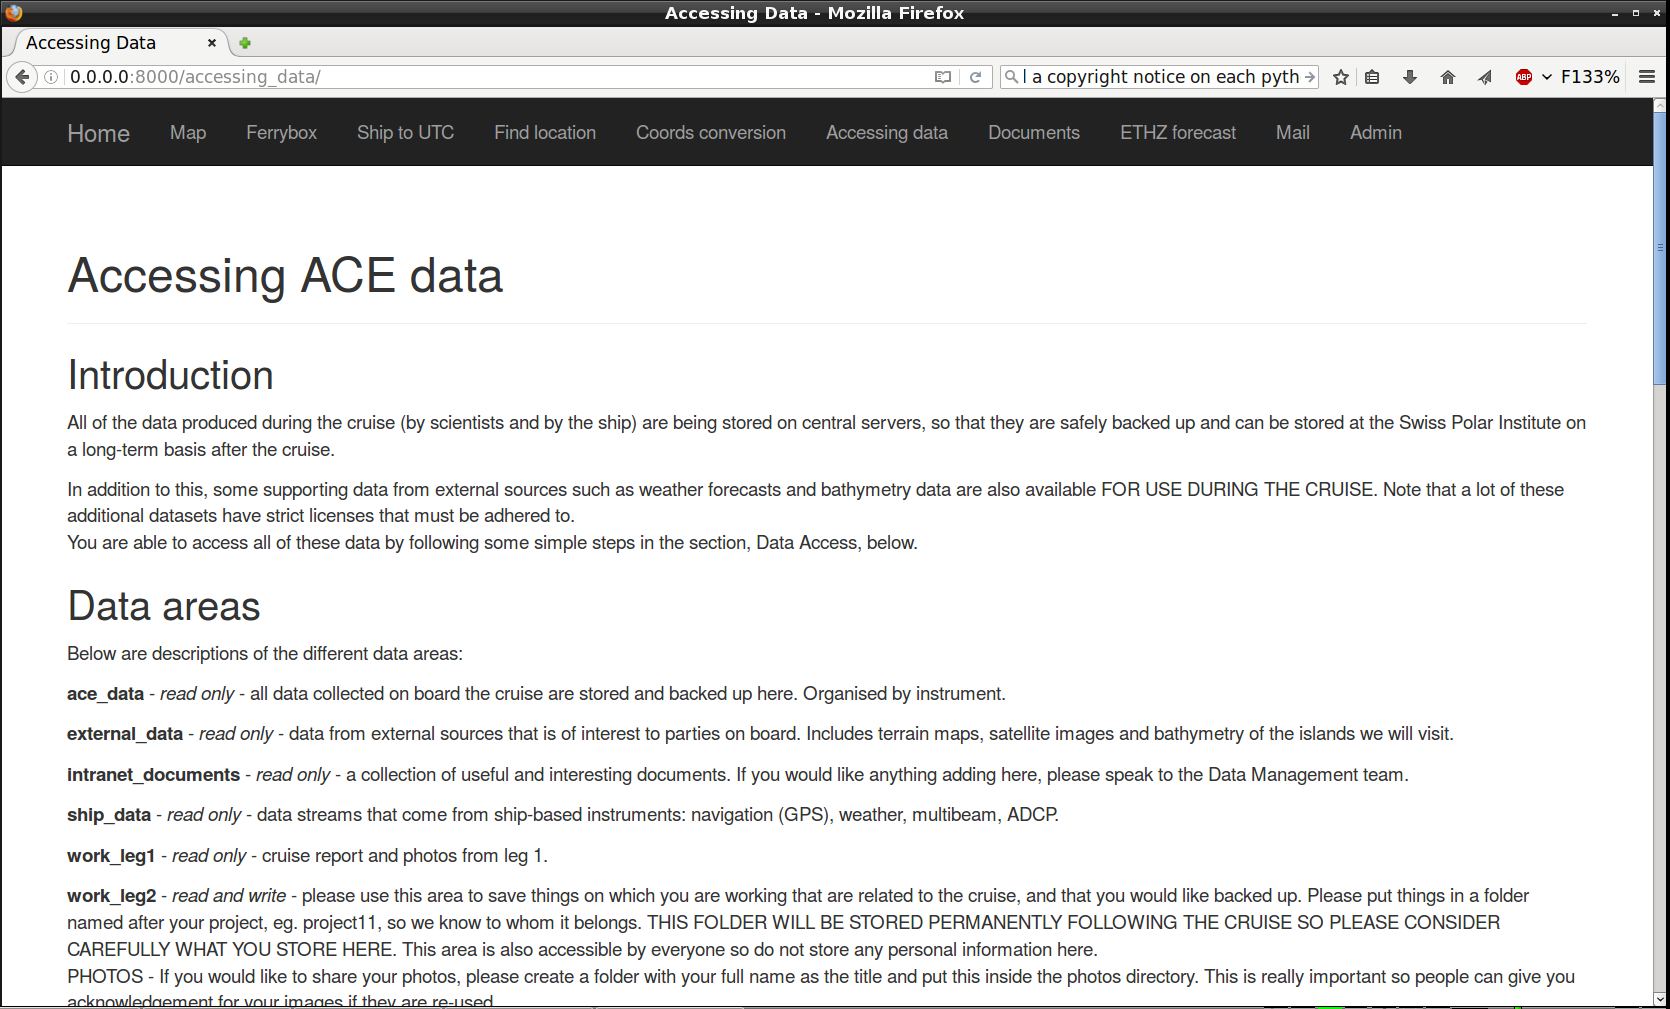 Accessing Data - Mozilla Firefox
Accessing Data
0.0.0.0:8000/accessing_data/
l a copyright notice on each pyth
ABP
F133%
Home Map Ferrybox Ship to UTC Find location Coords conversion Accessing data Documents ETHZ forecast Mail Admin
Accessing ACE data
Introduction
All of the data produced during the cruise (by scientists and by the ship) are being stored on central servers, so that they are safely backed up and can be stored at the Swiss Polar Institute on
a long-term basis after the cruise.
In addition to this, some supporting data from external sources such as weather forecasts and bathymetry data are also available FOR USE DURING THE CRUISE. Note that a lot of these
additional datasets have strict licenses that must be adhered to.
You are able to access all of these data by following some simple steps in the section, Data Access, below.
Data areas
Below are descriptions of the different data areas:
ace_data - read only - all data collected on board the cruise are stored and backed up here. Organised by instrument.
external_data - read only - data from external sources that is of interest to parties on board. Includes terrain maps, satellite images and bathymetry of the islands we will visit.
intranet_documents - read only - a collection of useful and interesting documents. If you would like anything adding here, please speak to the Data Management team.
ship_data - read only - data streams that come from ship-based instruments: navigation (GPS), weather, multibeam, ADCP.
work_leg1 - read only - cruise report and photos from leg 1.
work_leg2 - read and write - please use this area to save things on which you are working that are related to the cruise, and that you would like backed up. Please put things in a folder
named after your project, eg. project11, so we know to whom it belongs. THIS FOLDER WILL BE STORED PERMANENTLY FOLLOWING THE CRUISE SO PLEASE CONSIDER
CAREFULLY WHAT YOU STORE HERE. This area is also accessible by everyone so do not store any personal information here.
PHOTOS - If you would like to share your photos, please create a folder with your full name as the title and put this inside the photos directory. This is really important so people can give you
acknowledgement for your images if they are re-used